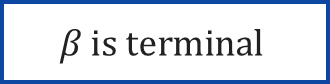 β is terminal